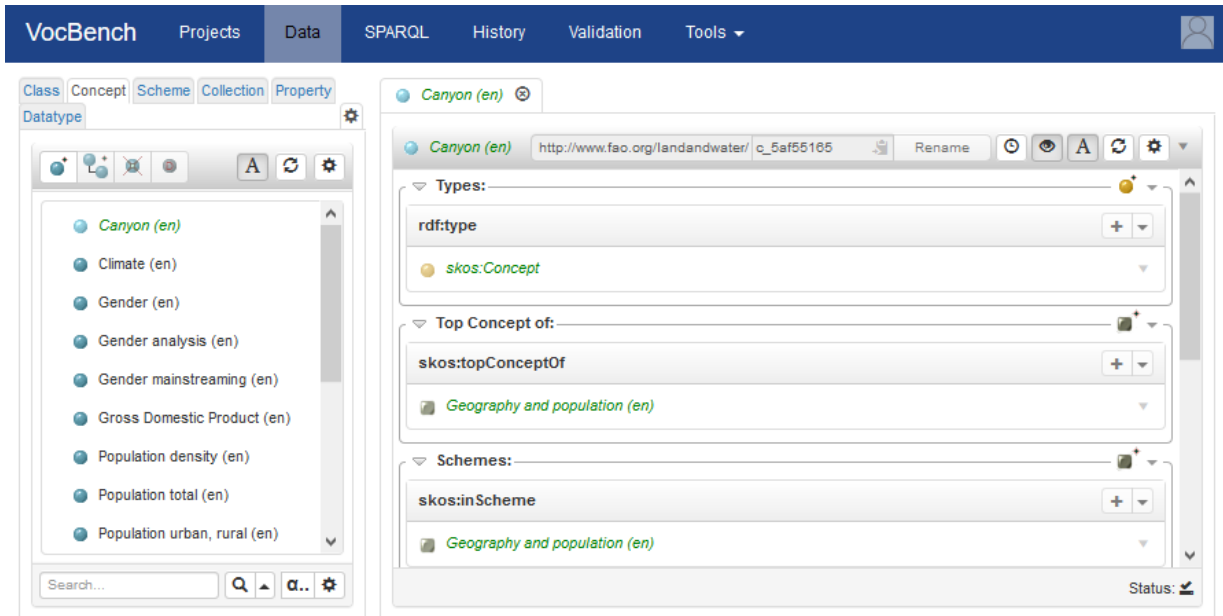 VocBench Projects Data SPARQL History Validation Tools
Class Concept Scheme Collection Property
Datatype
A
Canyon (en)
Climate (en)
Gender (en)
Gender analysis (en)
Gender mainstreaming (en)
Gross Domestic Product (en)
Population density (en)
Population total (en)
Population urban, rural (en)
Search...
α..
Canyon (en)
Canyon (en) http://www.fao.org/landandwater/ c_5af55165 Rename A
Types:
rdf:type
skos:Concept
Top Concept of:
skos:topConceptOf
Geography and population (en)
Schemes:
skos:inScheme
Geography and population (en)
Status: